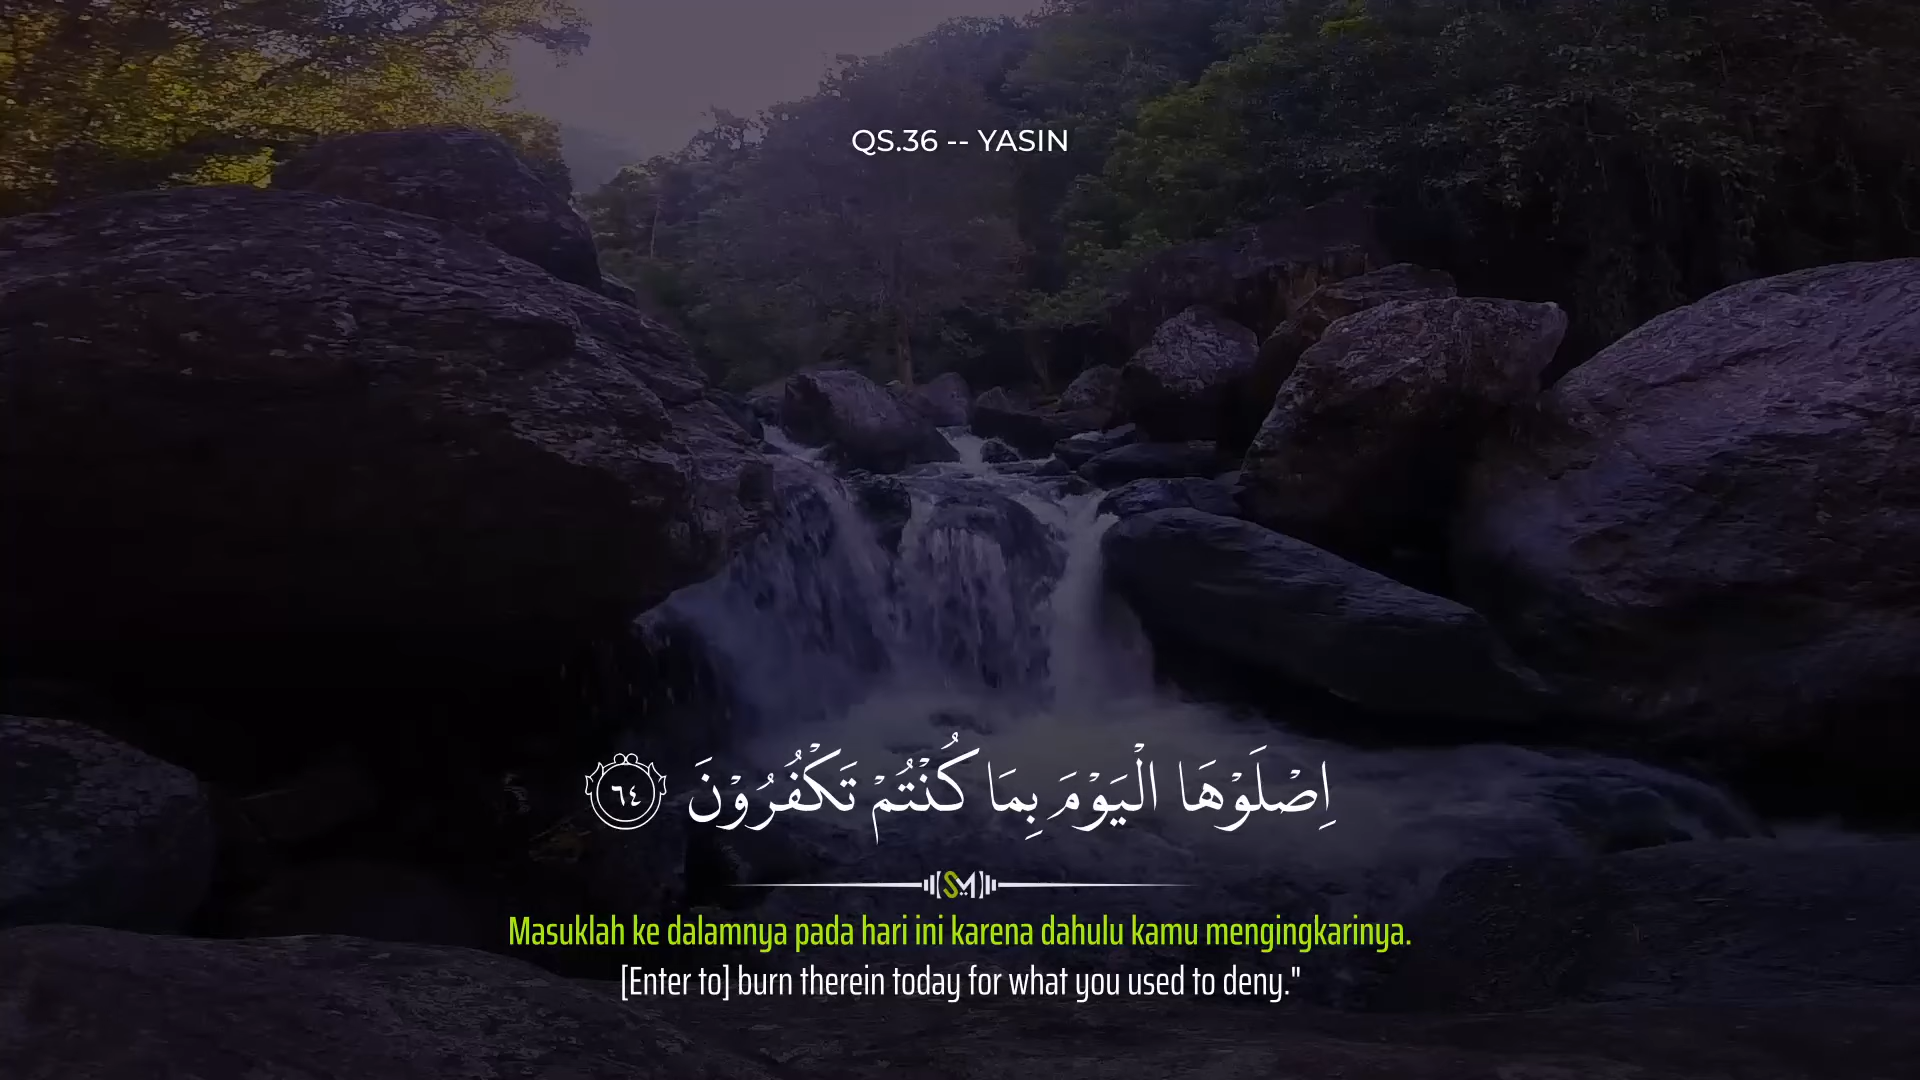 QS.36 -- YASIN
اِصْلَوْهَا الْيَوْمَ بِمَا كُنْتُمْ تَكْفُرُوْنَ ٦٤
SM
Masuklah ke dalamnya pada hari ini karena dahulu kamu mengingkarinya.
[Enter to] burn therein today for what you used to deny."